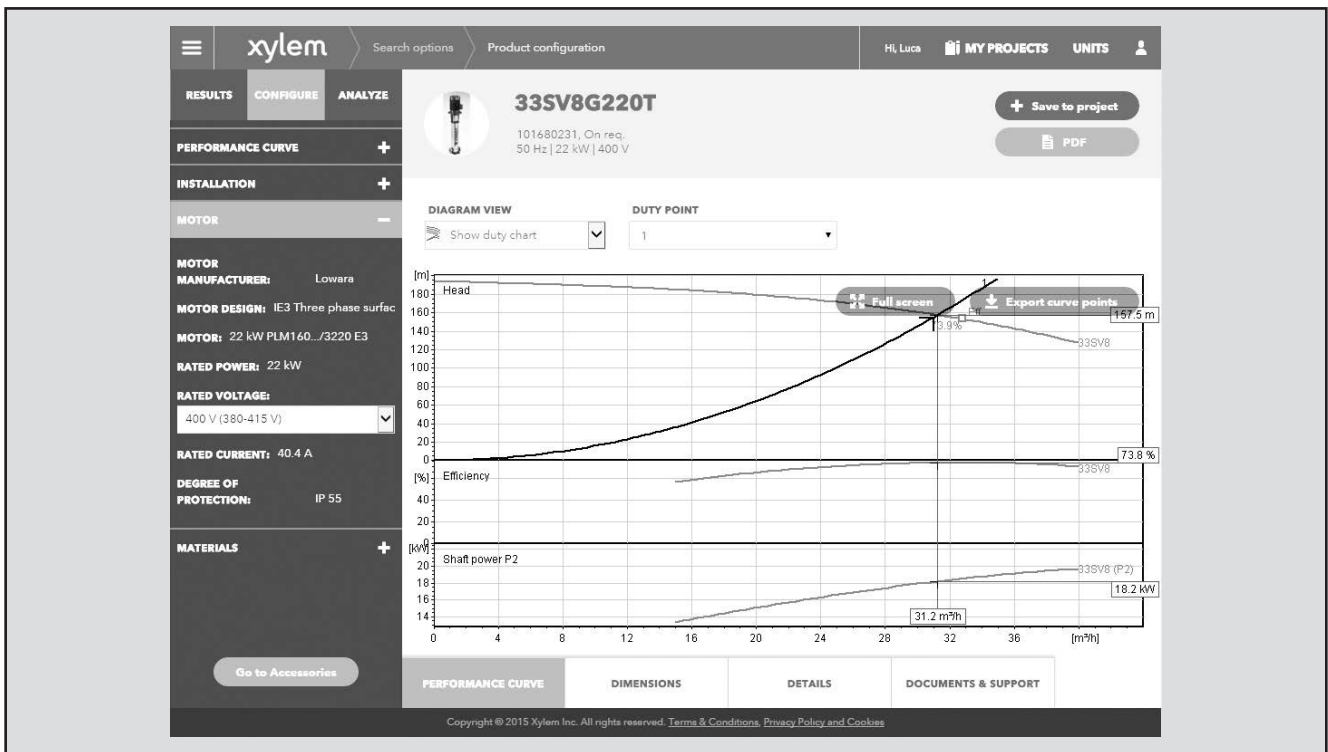 xylem
Search options
Product configuration
Hi, Luca
MY PROJECTS
UNITS
RESULTS
CONFIGURE
ANALYZE
PERFORMANCE CURVE
INSTALLATION
MOTOR
MOTOR
MANUFACTURER: Lowara
MOTOR DESIGN: IE3 Three phase surfac
MOTOR: 22 kW PLM160.../3220 E3
RATED POWER: 22 kW
RATED VOLTAGE:
400 V (380-415 V)
RATED CURRENT: 40.4 A
DEGREE OF
PROTECTION: IP 55
MATERIALS
Go to Accessories
33SV8G220T
101680231, On req.
50 Hz | 22 kW | 400 V
+ Save to project
PDF
DIAGRAM VIEW
Show duty chart
DUTY POINT
1
[m]
Head
180
160
140
120
100
80
60
40
20
0
1
Full screen
Export curve points
157.5 m
3.9%
33SV8
73.8 %
[%]
Efficiency
33SV8
40
20
0
[kW]
Shaft power P2
20
18
16
14
33SV8 (P2)
18.2 kW
31.2 m³/h
0 4 8 12 16 20 24 28 32 36 [m³/h]
PERFORMANCE CURVE
DIMENSIONS
DETAILS
DOCUMENTS & SUPPORT
Copyright © 2015 Xylem Inc. All rights reserved. Terms & Conditions, Privacy Policy and Cookies